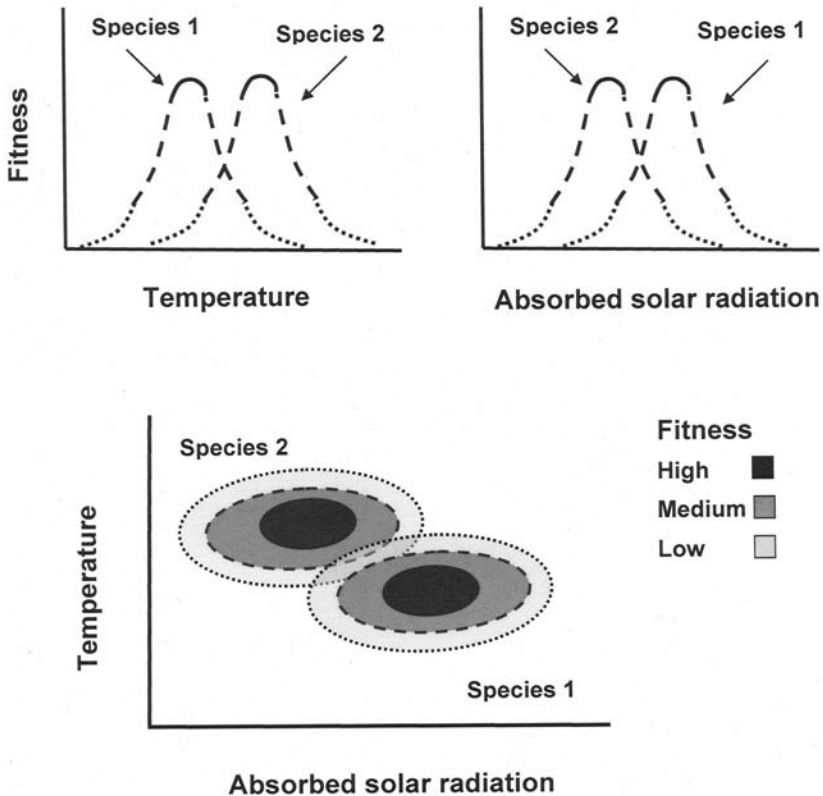 Species 1
Species 2
Fitness
Temperature
Species 2
Species 1
Absorbed solar radiation
Species 2
Temperature
Species 1
Absorbed solar radiation
Fitness
High
Medium
Low